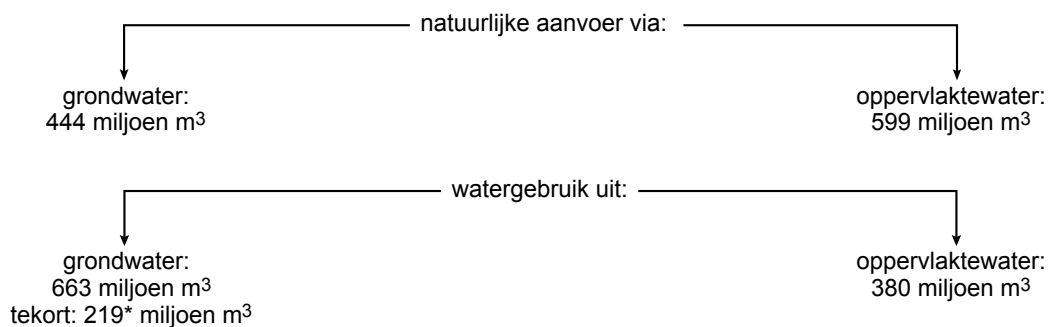 natuurlijke aanvoer via:
grondwater:
444 miljoen m³
oppervlaktewater:
599 miljoen m³
watergebruik uit:
grondwater:
663 miljoen m³
tekort: 219* miljoen m³
oppervlaktewater:
380 miljoen m³